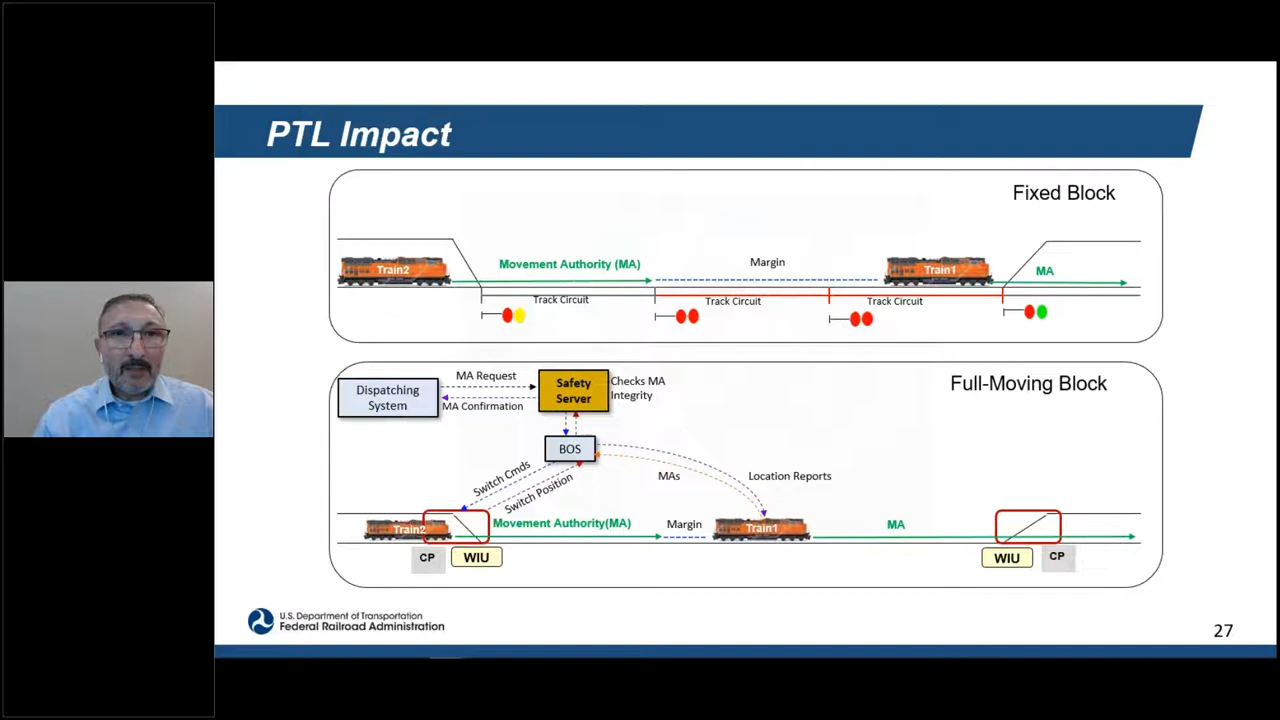 PTL Impact
Fixed Block
Train2
Movement Authority (MA)
Margin
Train1
MA
Track Circuit
Track Circuit
Track Circuit
Full-Moving Block
Dispatching
System
MA Request
MA Confirmation
Safety
Server
Checks MA
Integrity
BOS
Switch Cmds
Switch Position
MAs
Location Reports
Train2
Movement Authority(MA)
Margin
Train1
MA
CP
WIU
WIU
CP
U.S. Department of Transportation
Federal Railroad Administration
27